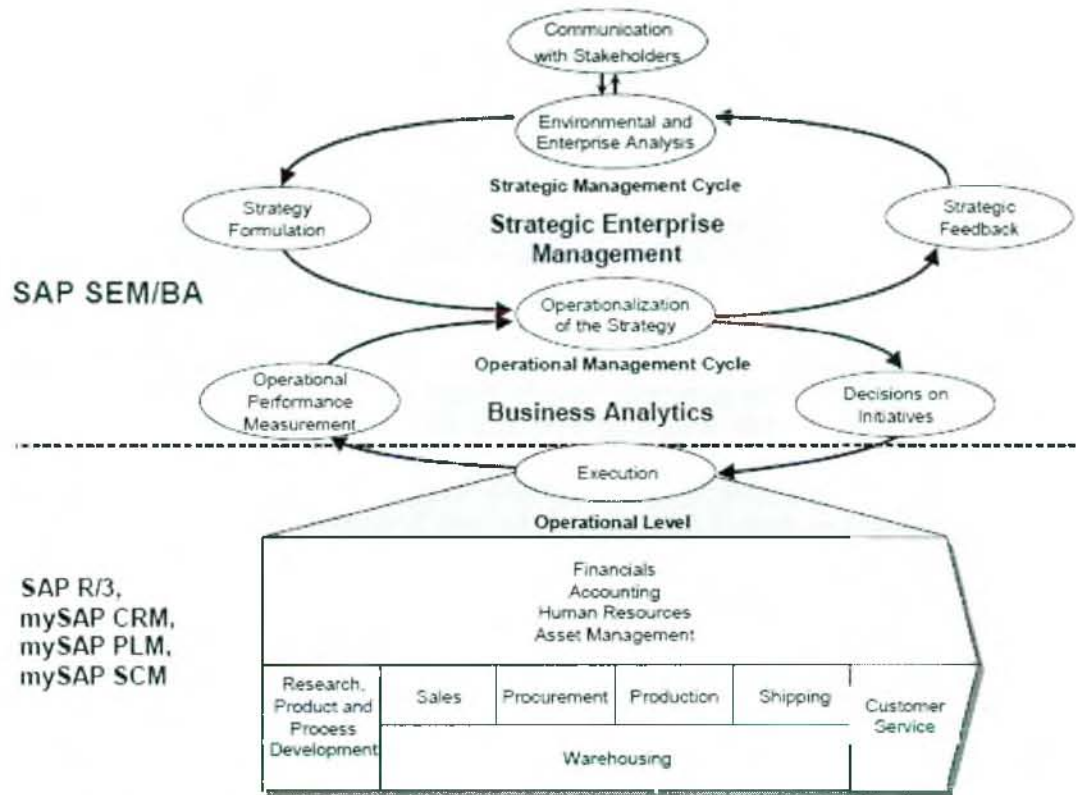 Communication
with Stakeholders
Environmental and
Enterprise Analysis
Strategic Management Cycle
Strategy
Formulation
Strategic Enterprise
Management
Strategic
Feedback
SAP SEM/BA
Operationalization
of the Strategy
Operational Management Cycle
Operational
Performance
Measurement
Business Analytics
Decisions on
Initiatives
Execution
Operational Level
SAP R/3,
mySAP CRM,
mySAP PLM,
mySAP SCM
Financials
Accounting
Human Resources
Asset Management
Research,
Product and
Process
Development
Sales
Procurement
Production
Shipping
Customer
Service
Warehousing